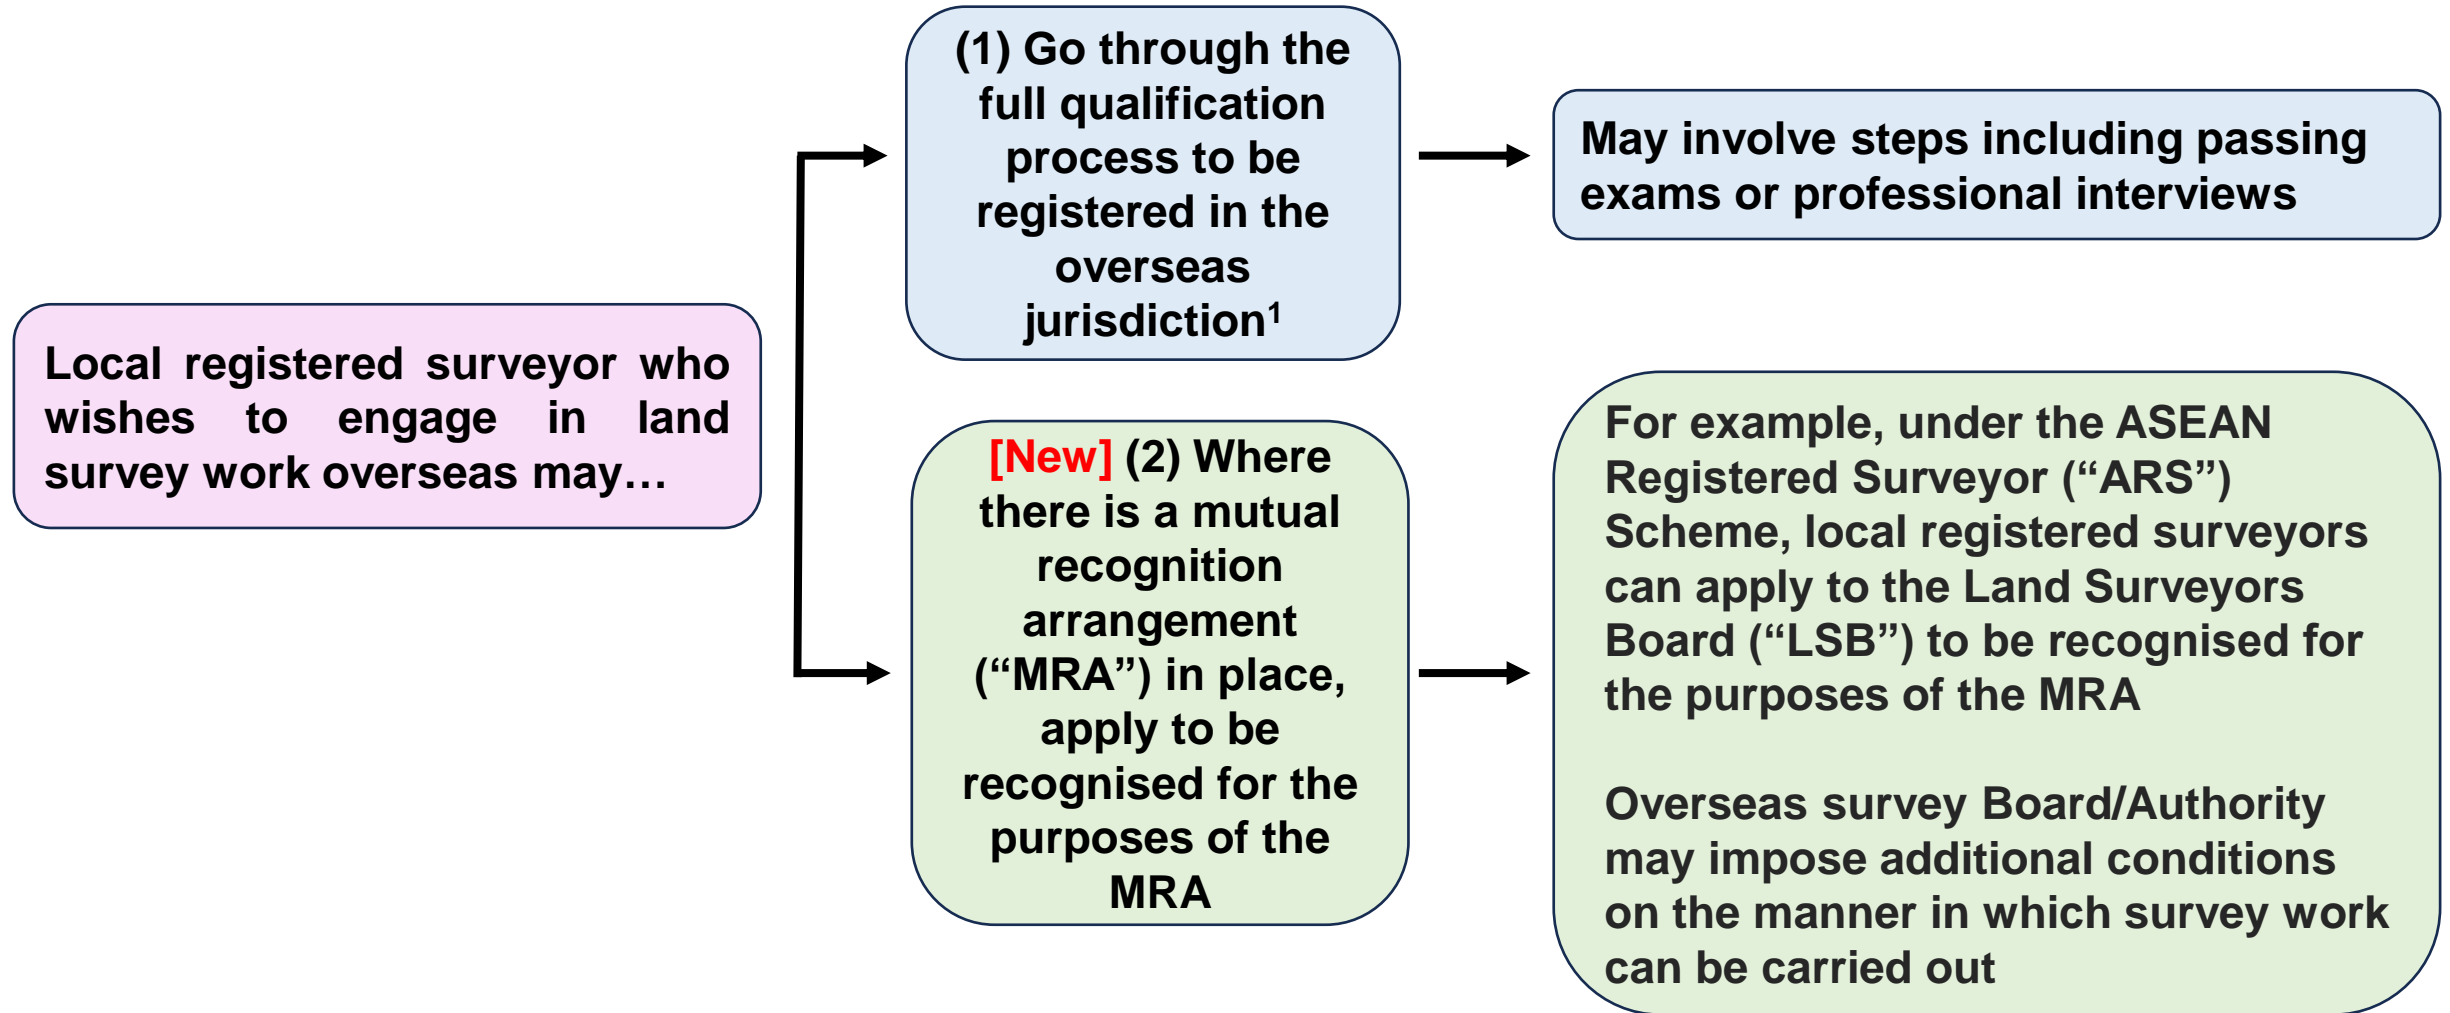 Local registered surveyor who
wishes to engage in land
survey work overseas may…
(1) Go through the
full qualification
process to be
registered in the
overseas
jurisdiction¹
May involve steps including passing
exams or professional interviews
[New] (2) Where
there is a mutual
recognition
arrangement
(“MRA”) in place,
apply to be
recognised for the
purposes of the
MRA
For example, under the ASEAN
Registered Surveyor (“ARS”)
Scheme, local registered surveyors
can apply to the Land Surveyors
Board (“LSB”) to be recognised for
the purposes of the MRA
Overseas survey Board/Authority
may impose additional conditions
on the manner in which survey work
can be carried out